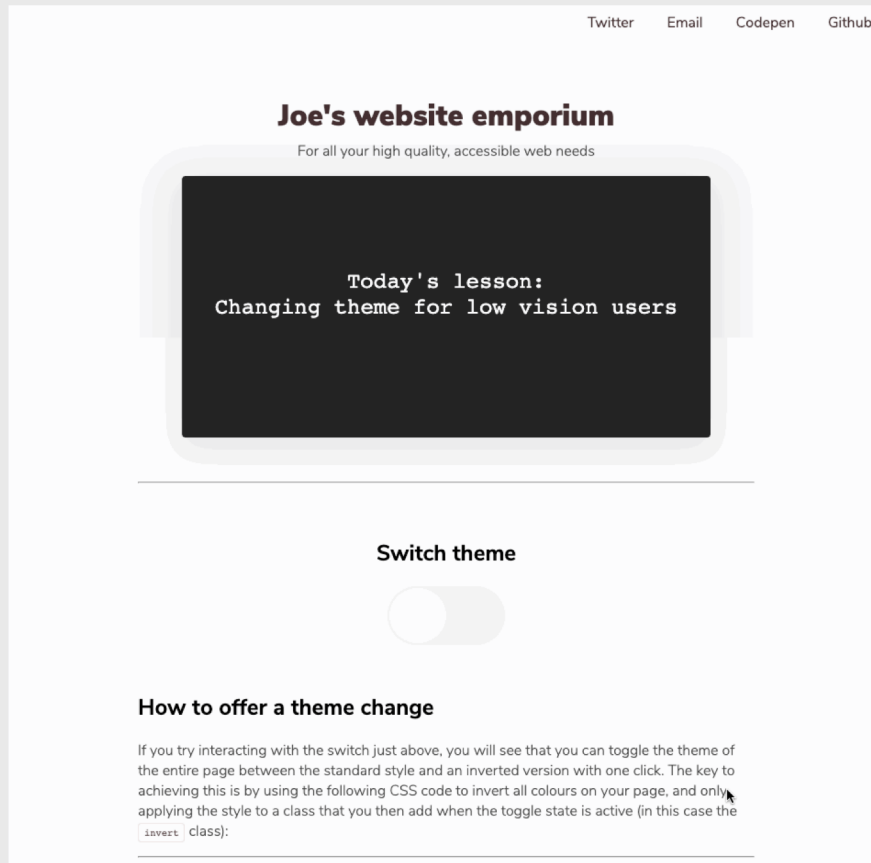 Twitter Email Codepen Github
Joe's website emporium
For all your high quality, accessible web needs
Today's lesson:
Changing theme for low vision users
Switch theme
How to offer a theme change
If you try interacting with the switch just above, you will see that you can toggle the theme of
the entire page between the standard style and an inverted version with one click. The key to
achieving this is by using the following CSS code to invert all colours on your page, and only
applying the style to a class that you then add when the toggle state is active (in this case the
invert class):